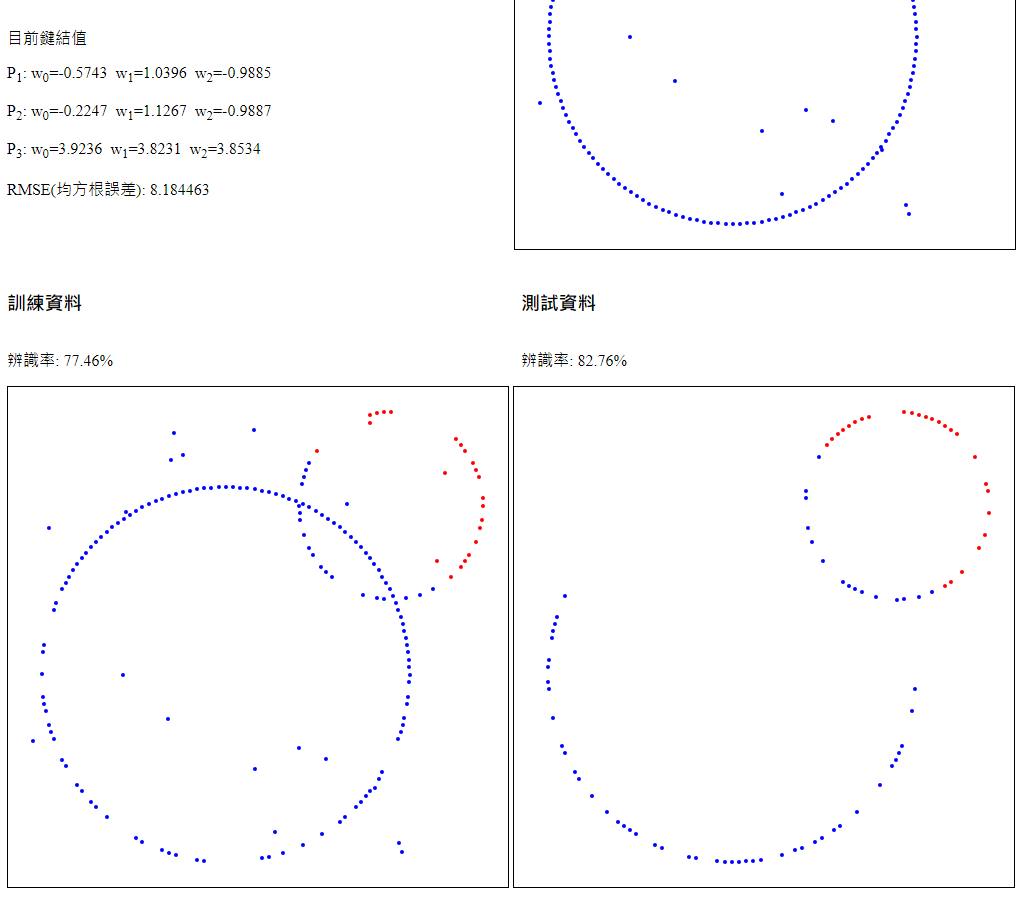 目前鍵結值
P1: w0=-0.5743 w1=1.0396 w2=-0.9885
P2: w0=-0.2247 w1=1.1267 w2=-0.9887
P3: w0=3.9236 w1=3.8231 w2=3.8534
RMSE(均方根誤差): 8.184463
訓練資料
測試資料
辨識率: 77.46%
辨識率: 82.76%